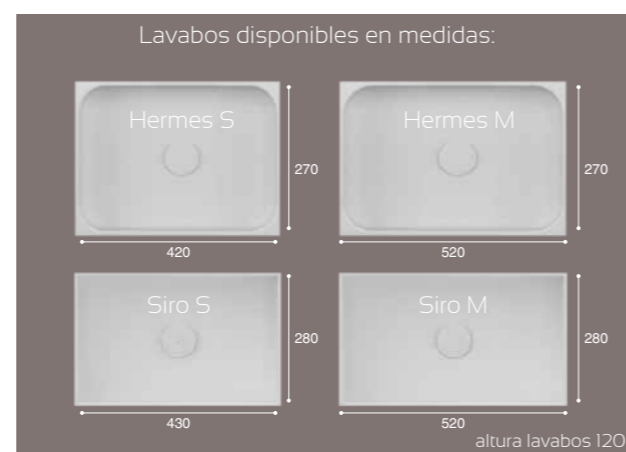 Lavabos disponibles en medidas:
Hermes S
270
420
Hermes M
270
520
Siro S
280
430
Siro M
280
520
altura lavabos 120